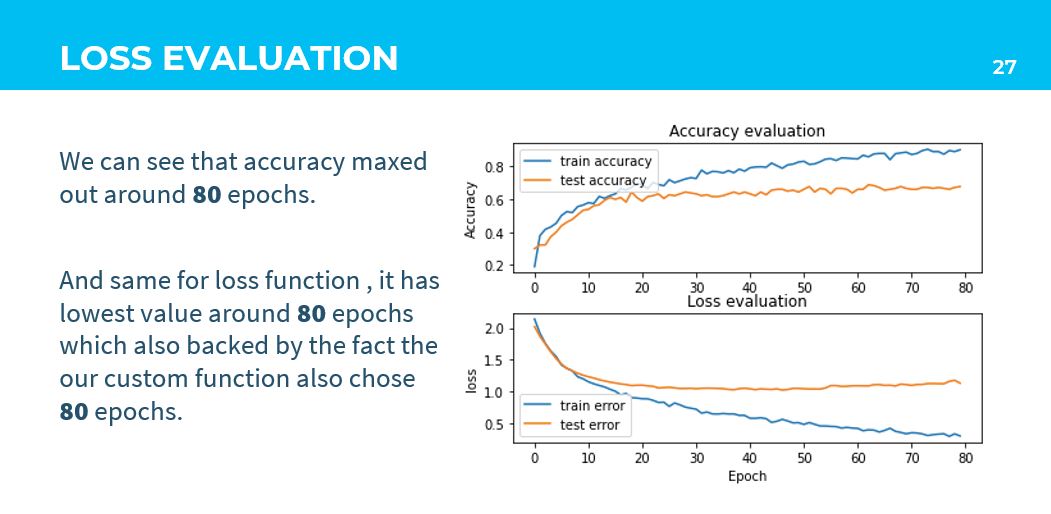 LOSS EVALUATION
27
We can see that accuracy maxed
out around 80 epochs.
And same for loss function , it has
lowest value around 80 epochs
which also backed by the fact the
our custom function also chose
80 epochs.
Accuracy evaluation
train accuracy
test accuracy
Accuracy
0.8
0.6
0.4
0.2
0 10 20 30 40 50 60 70 80
Loss evaluation
loss
2.0
1.5
1.0
0.5
train error
test error
0 10 20 30 40 50 60 70 80
Epoch